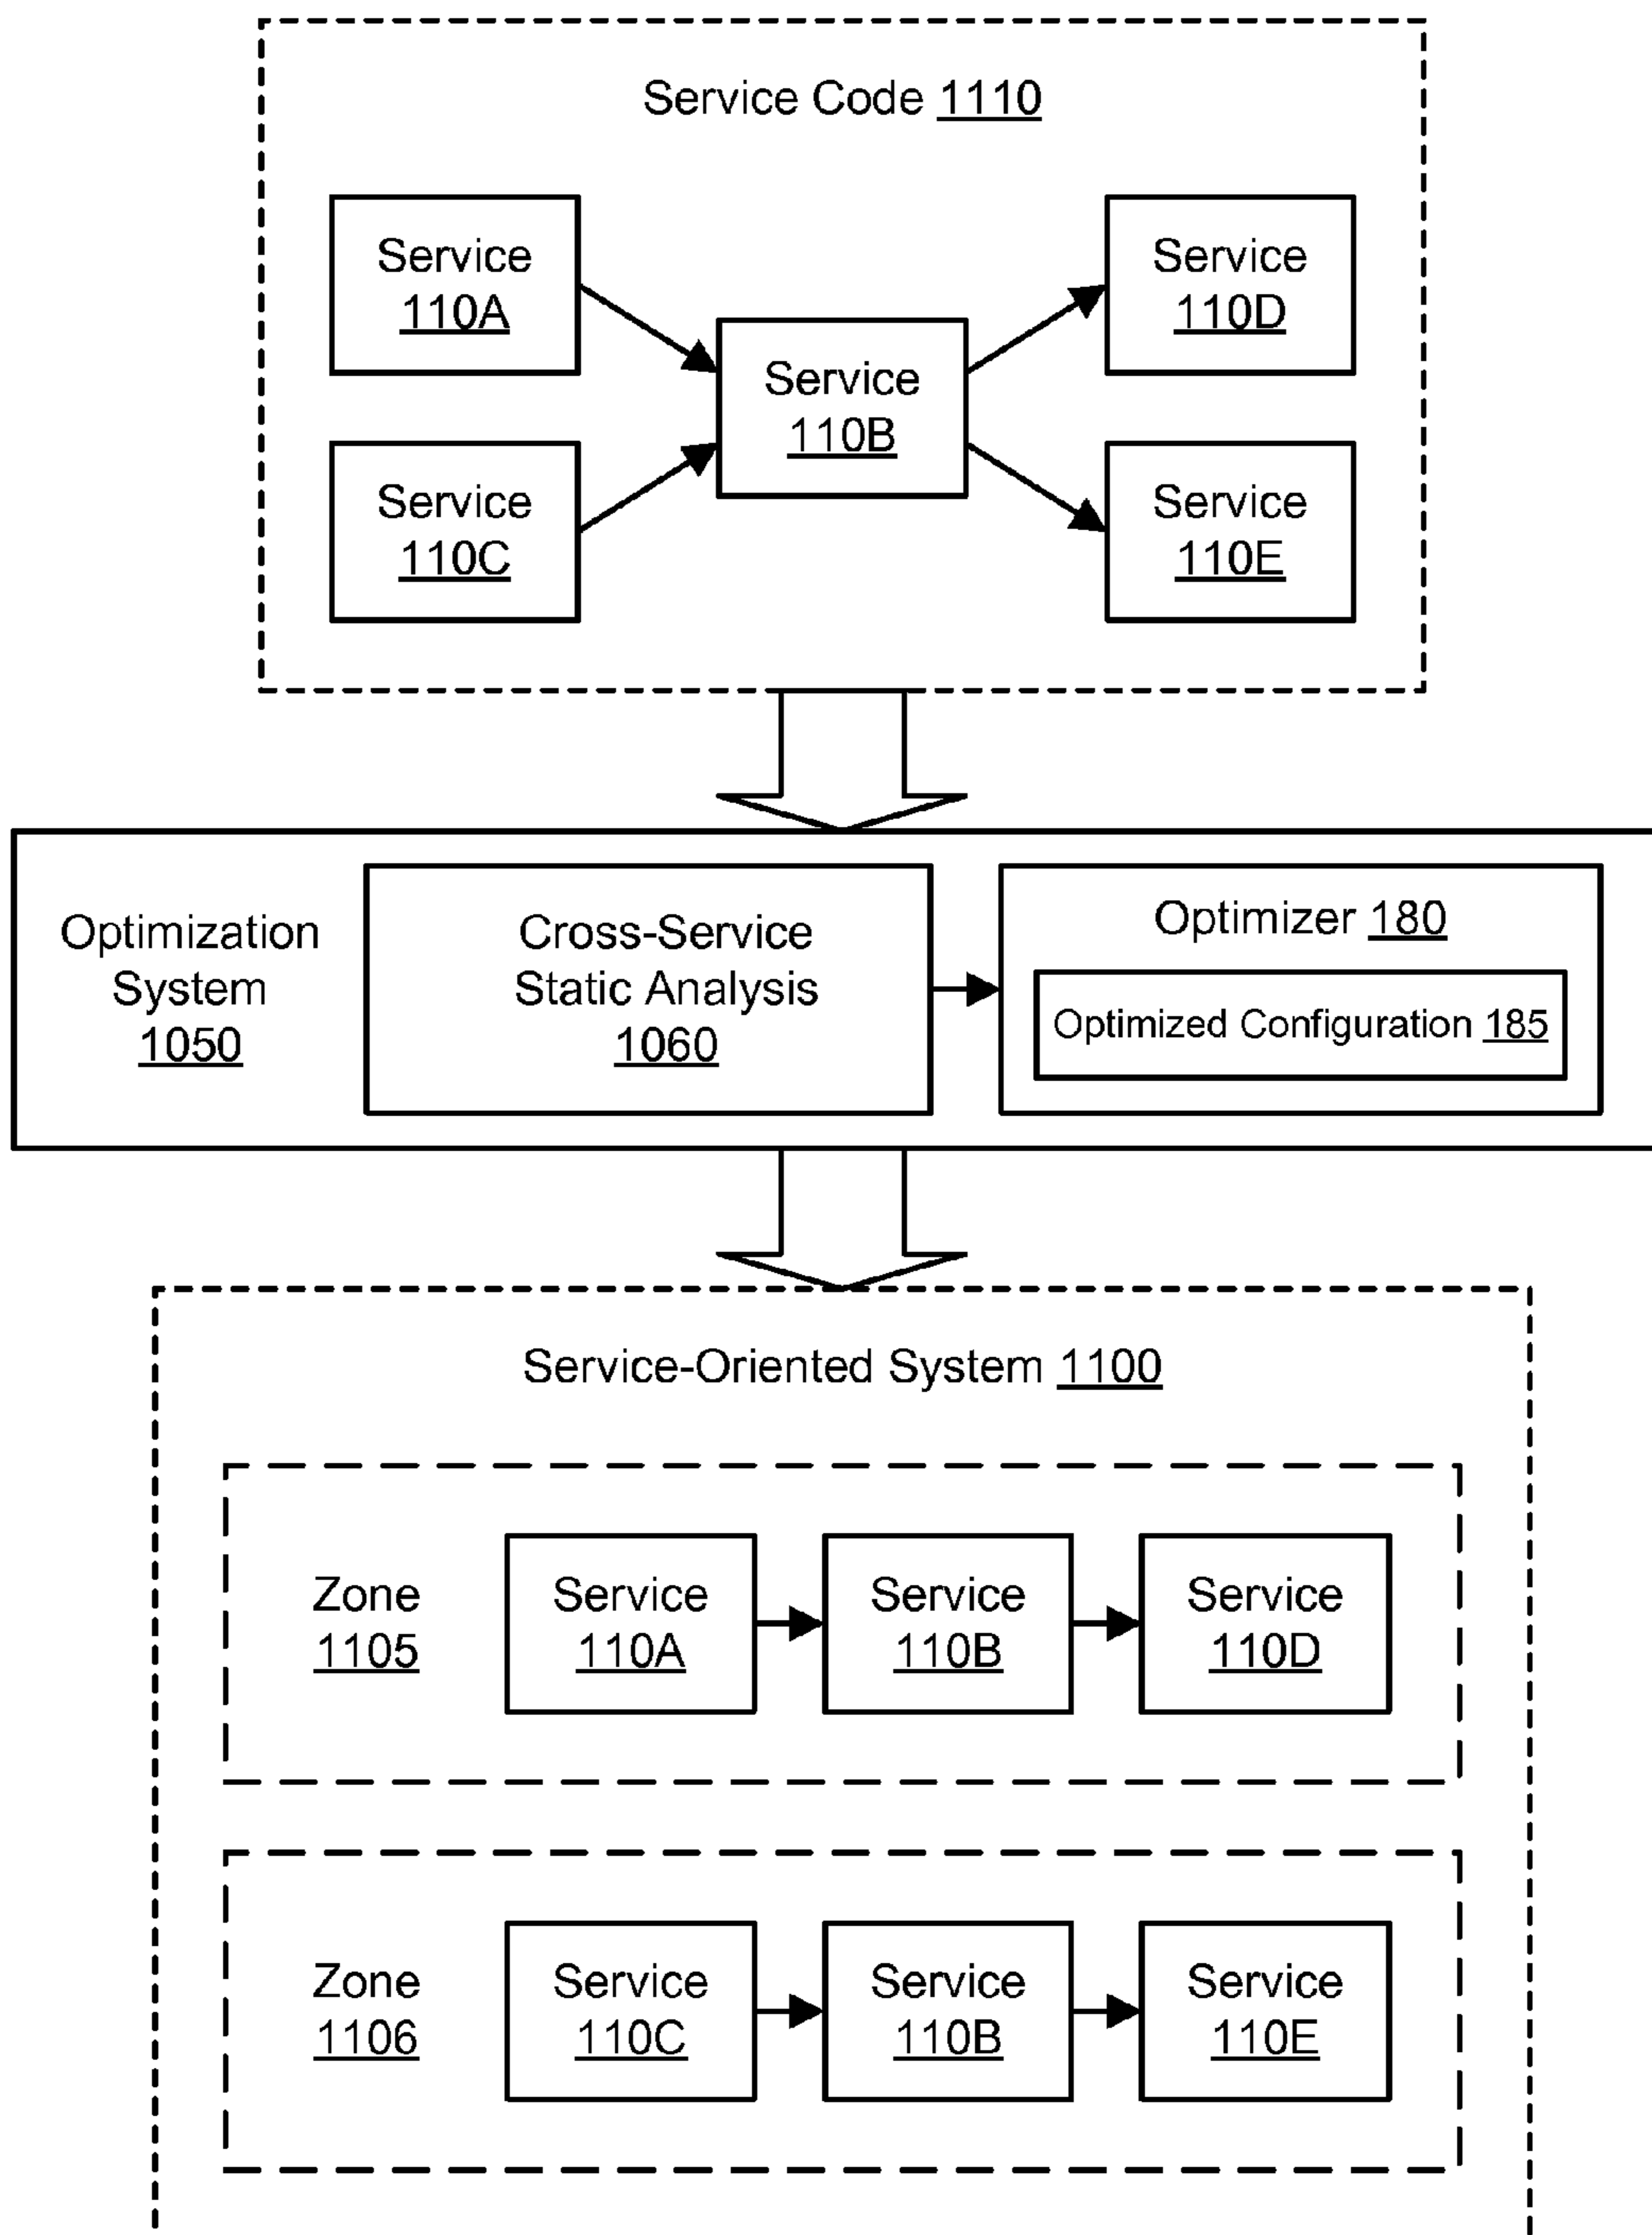 Service Code 1110
Service
110A
Service
110D
Service
110B
Service
110C
Service
110E
Optimization
System
1050
Cross-Service
Static Analysis
1060
Optimizer 180
Optimized Configuration 185
Service-Oriented System 1100
Zone
1105
Service
110A
Service
110B
Service
110D
Zone
1106
Service
110C
Service
110B
Service
110E